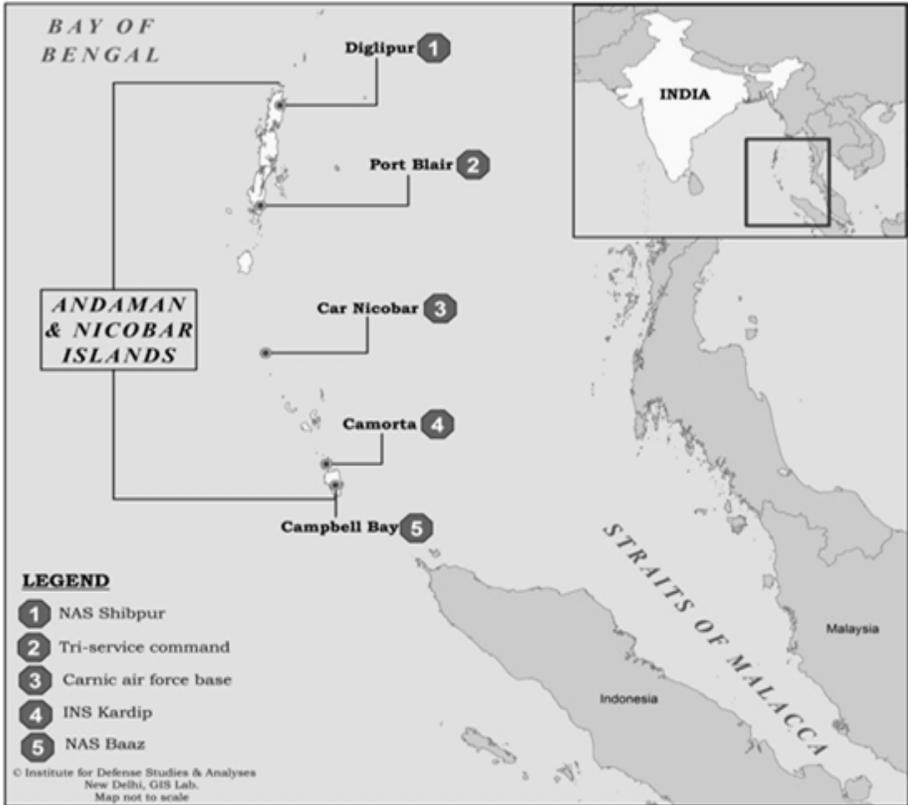 BAY OF
BENGAL
Diglipur 1
INDIA
Port Blair 2
ANDAMAN
& NICOBAR
ISLANDS
Car Nicobar 3
Camorta 4
Campbell Bay 5
STRAITS OF MALACCA
Malaysia
Indonesia
LEGEND
1 NAS Shibpur
2 Tri-service command
3 Carnic air force base
4 INS Kardip
5 NAS Baaz
© Institute for Defense Studies & Analyses
New Delhi, GIS Lab.
Map not to scale